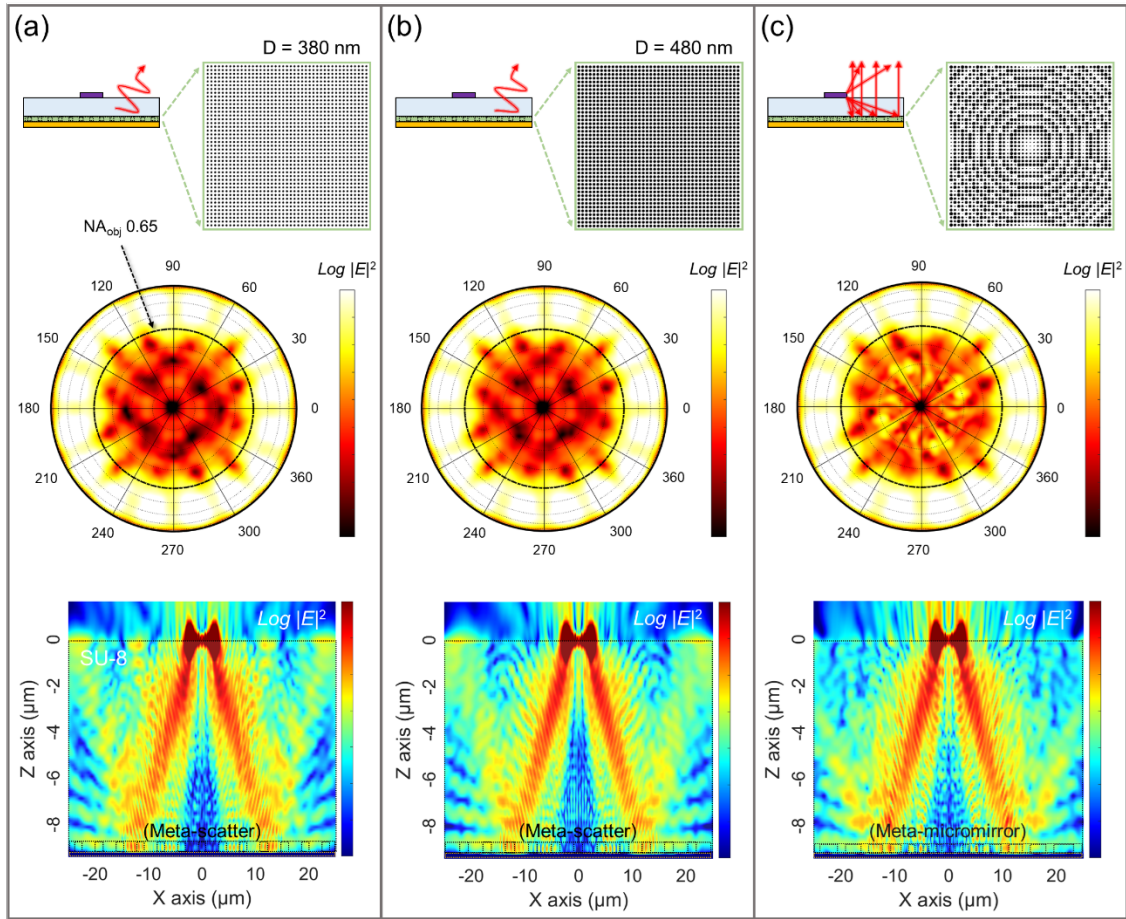 (a)
D = 380 nm
NAobj 0.65
Log |E|²
90
120 60
150 30
180 0
210 360
240 300
270
Log |E|²
SU-8
(Meta-scatter)
0
-2
-4
-6
-8
Z axis (µm)
-20 -10 0 10 20
X axis (µm)
(b)
D = 480 nm
Log |E|²
90
120 60
150 30
180 0
210 360
240 300
270
Log |E|²
(Meta-scatter)
0
-2
-4
-6
-8
Z axis (µm)
-20 -10 0 10 20
X axis (µm)
(c)
Log |E|²
90
120 60
150 30
180 0
210 360
240 300
270
Log |E|²
(Meta-micromirror)
0
-2
-4
-6
-8
Z axis (µm)
-20 -10 0 10 20
X axis (µm)